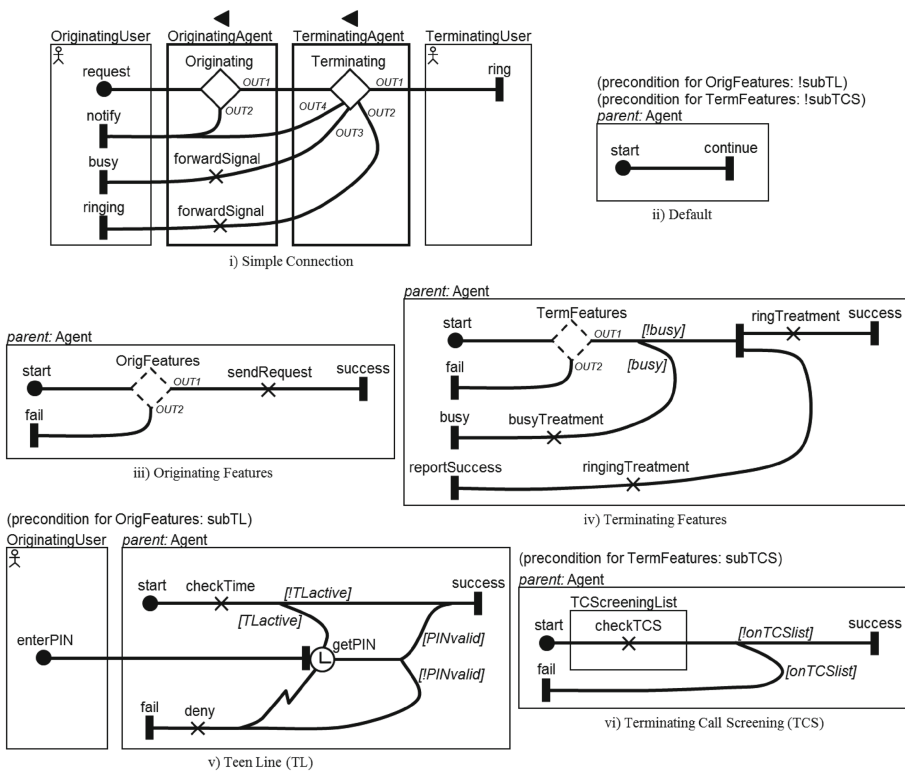 OriginatingUser
OriginatingAgent
TerminatingAgent
TerminatingUser
request
Originating
OUT1
OUT2
Terminating
OUT1
OUT2
OUT4
OUT3
ring
notify
busy
forwardSignal
ringing
forwardSignal
i) Simple Connection
(precondition for OrigFeatures: !subTL)
(precondition for TermFeatures: !subTCS)
parent: Agent
start
continue
ii) Default
parent: Agent
OrigFeatures
start
OUT1
sendRequest
success
fail
OUT2
iii) Originating Features
parent: Agent
TermFeatures
start
OUT1
[!busy]
ringTreatment
success
fail
OUT2
[busy]
busy
busyTreatment
reportSuccess
ringingTreatment
iv) Terminating Features
(precondition for OrigFeatures: subTL)
OriginatingUser
parent: Agent
start
checkTime
[!TLactive]
success
[TLactive]
[PINvalid]
enterPIN
getPIN
[!PINvalid]
fail
deny
v) Teen Line (TL)
(precondition for TermFeatures: subTCS)
parent: Agent
TCScreeningList
start
checkTCS
[!onTCSlist]
success
fail
[onTCSlist]
vi) Terminating Call Screening (TCS)